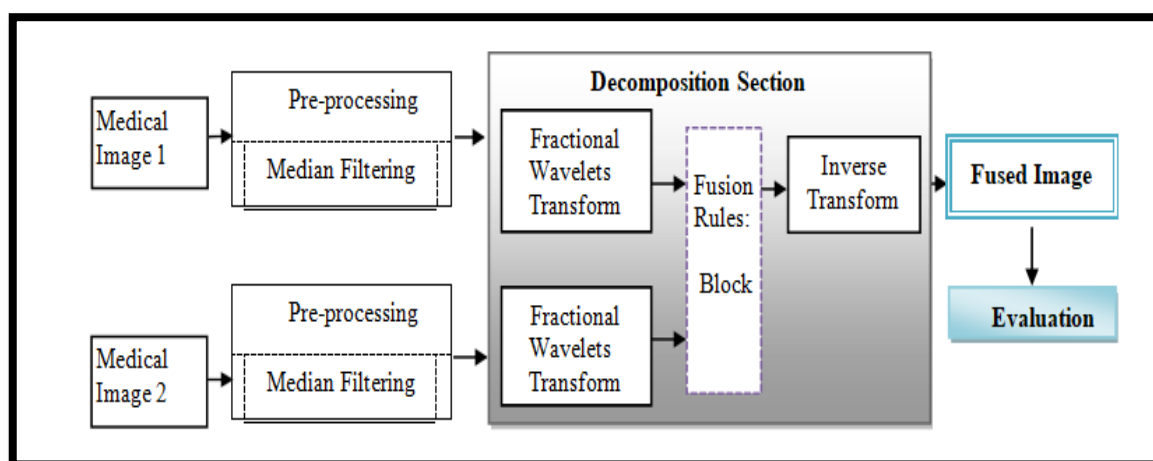 Decomposition Section
Medical
Image 1
Pre-processing
Median Filtering
Fractional
Wavelets
Transform
Fusion
Rules:
Block
Inverse
Transform
Fused Image
Evaluation
Medical
Image 2
Pre-processing
Median Filtering
Fractional
Wavelets
Transform